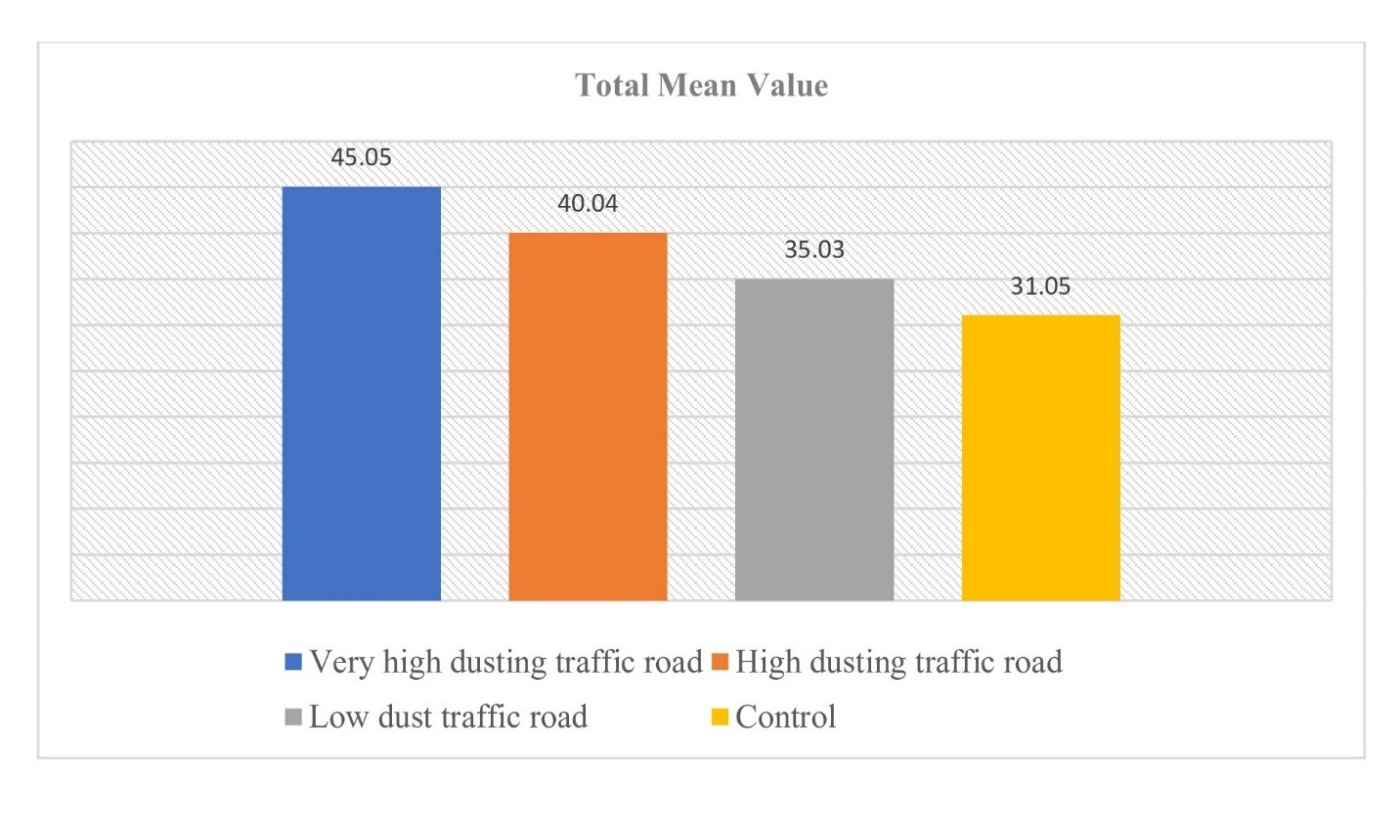 Total Mean Value
45.05
40.04
35.03
31.05
Very high dusting traffic road High dusting traffic road
Low dust traffic road Control